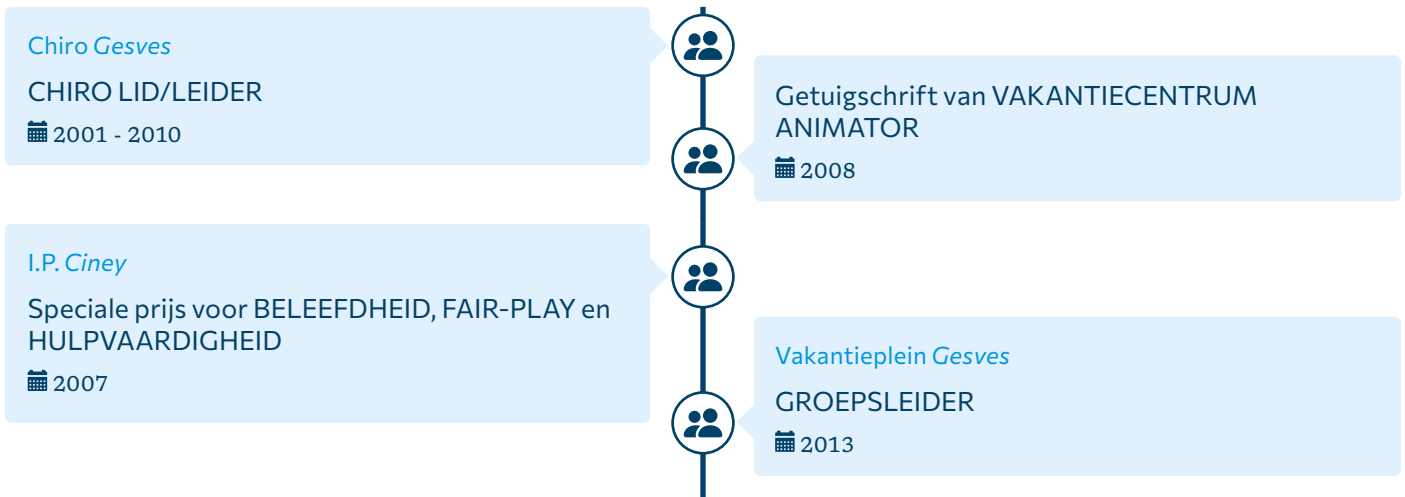 Chiro Gesves
CHIRO LID/LEIDER
2001 - 2010
Getuigschrift van VAKANTIECENTRUM
ANIMATOR
2008
I.P. Ciney
Speciale prijs voor BELEEFDHEID, FAIR-PLAY en
HULPVAARDIGHEID
2007
Vakantieplein Gesves
GROEPSLEIDER
2013